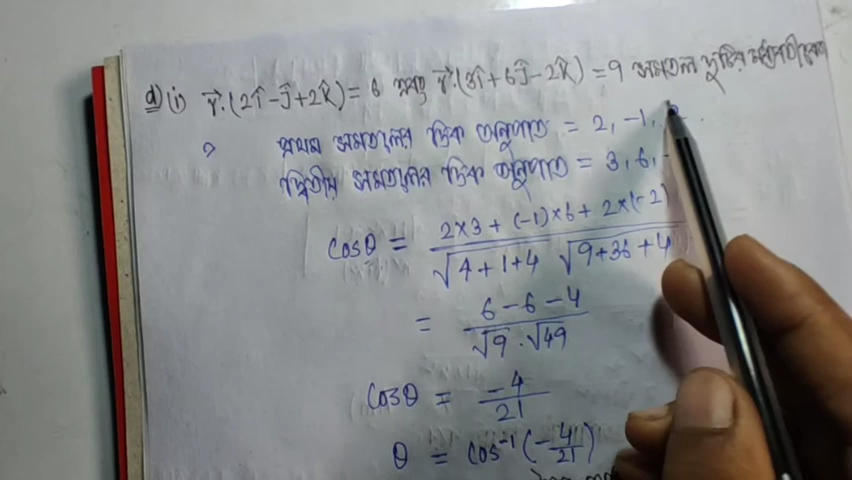 d) (i) r⃗.(2î-ĵ+2k̂)= 6 এবং r⃗.(3î+6ĵ-2k̂) = 9 সমতল দুটির মধ্যবর্তী কোণ
প্রথম সমতলের দিক অনুপাত = 2, -1, 2.
দ্বিতীয় সমতলের দিক অনুপাত = 3, 6, -
cosθ = (2×3 + (-1)×6 + 2×(-2)) / (√(4+1+4) √(9+36+4))
= (6-6-4) / (√9 . √49)
cosθ = -4/21
θ = cos⁻¹(-4/21)